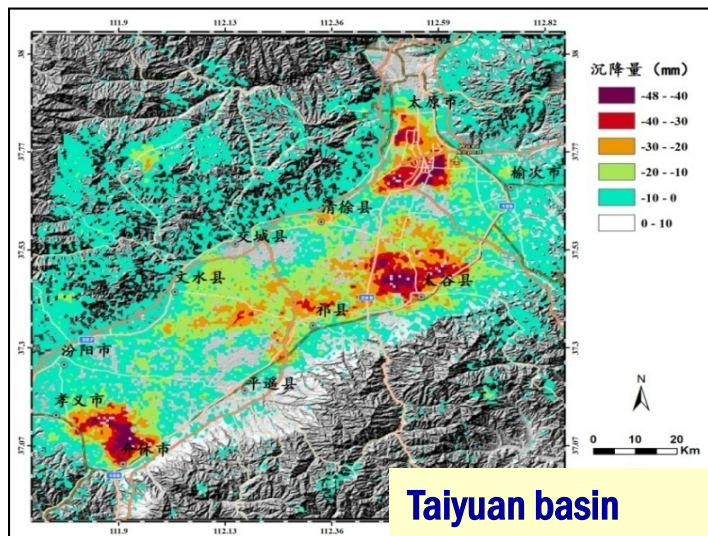 111.9 112.13 112.36 112.59 112.82
38
37.77
37.53
37.3
37.07
38
37.77
37.53
37.3
37.07
太原市
榆次市
清徐县
交城县
文水县
太谷县
祁县
汾阳市
平遥县
孝义市
介休市
111.9 112.13 112.36
沉降量 (mm)
-48 - -40
-40 - -30
-30 - -20
-20 - -10
-10 - 0
0 - 10
N
0 10 20
Km
Taiyuan basin